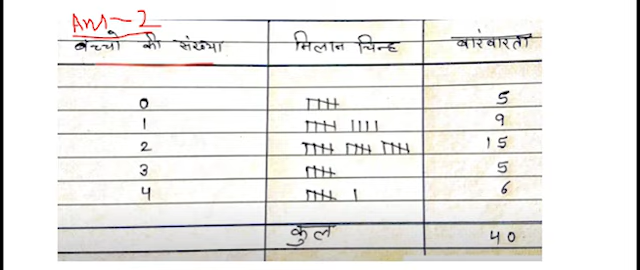 Ans-2
बच्चो की संख्या मिलान चिन्ह बारंबारता
0 𝍸 5
1 𝍸 |||| 9
2 𝍸 𝍸 𝍸 15
3 𝍸 5
4 𝍸 | 6
कुल 40